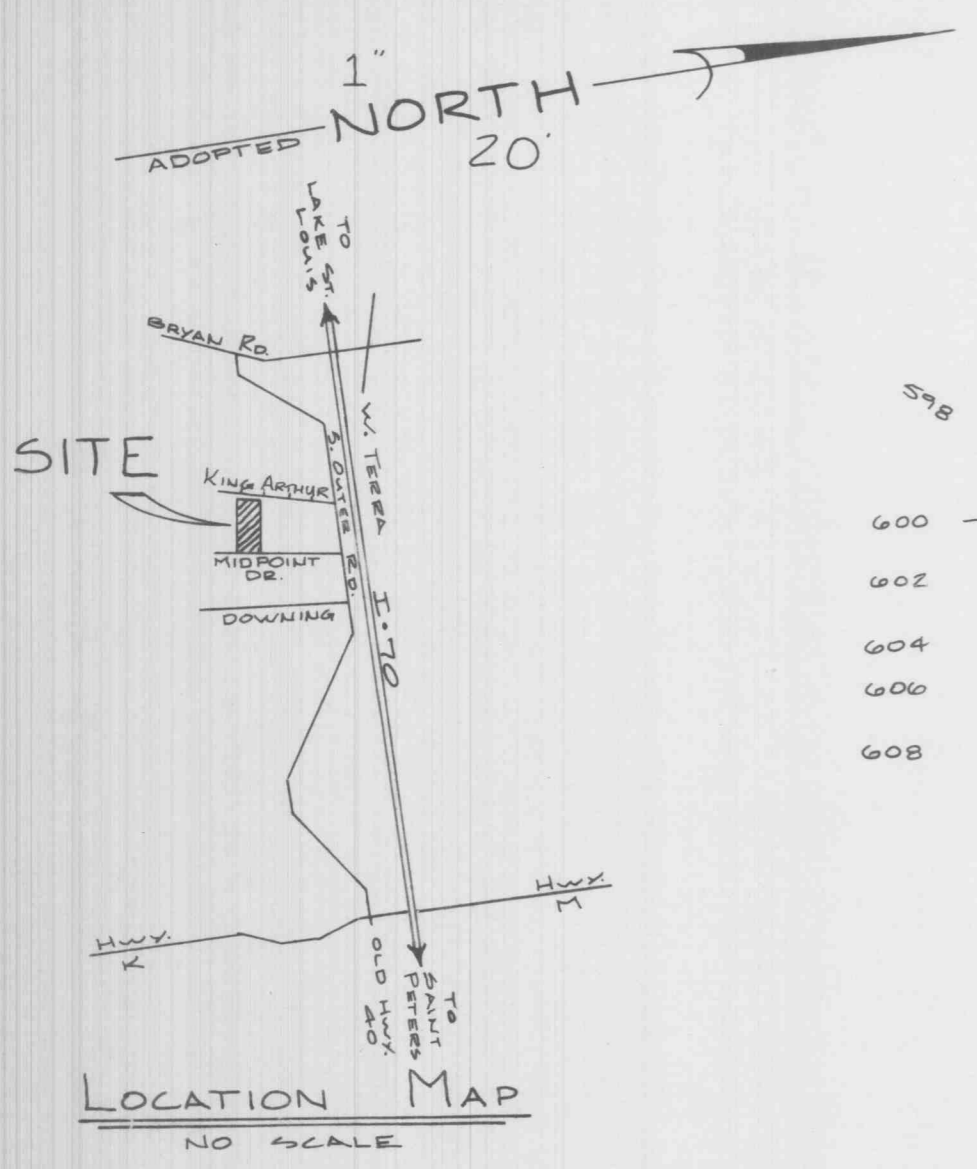 1"
ADOPTED NORTH
20'
TO
LAKE ST.
LOUIS
BRYAN RD.
W. TERRA
598
SITE
S. OUTER RD.
KING ARTHUR
600
MIDPOINT
DR.
602
I-70
DOWNING
604
606
608
HWY.
M
HWY.
K
OLD HWY.
40
TO
SAINT
PETERS
LOCATION MAP
NO SCALE